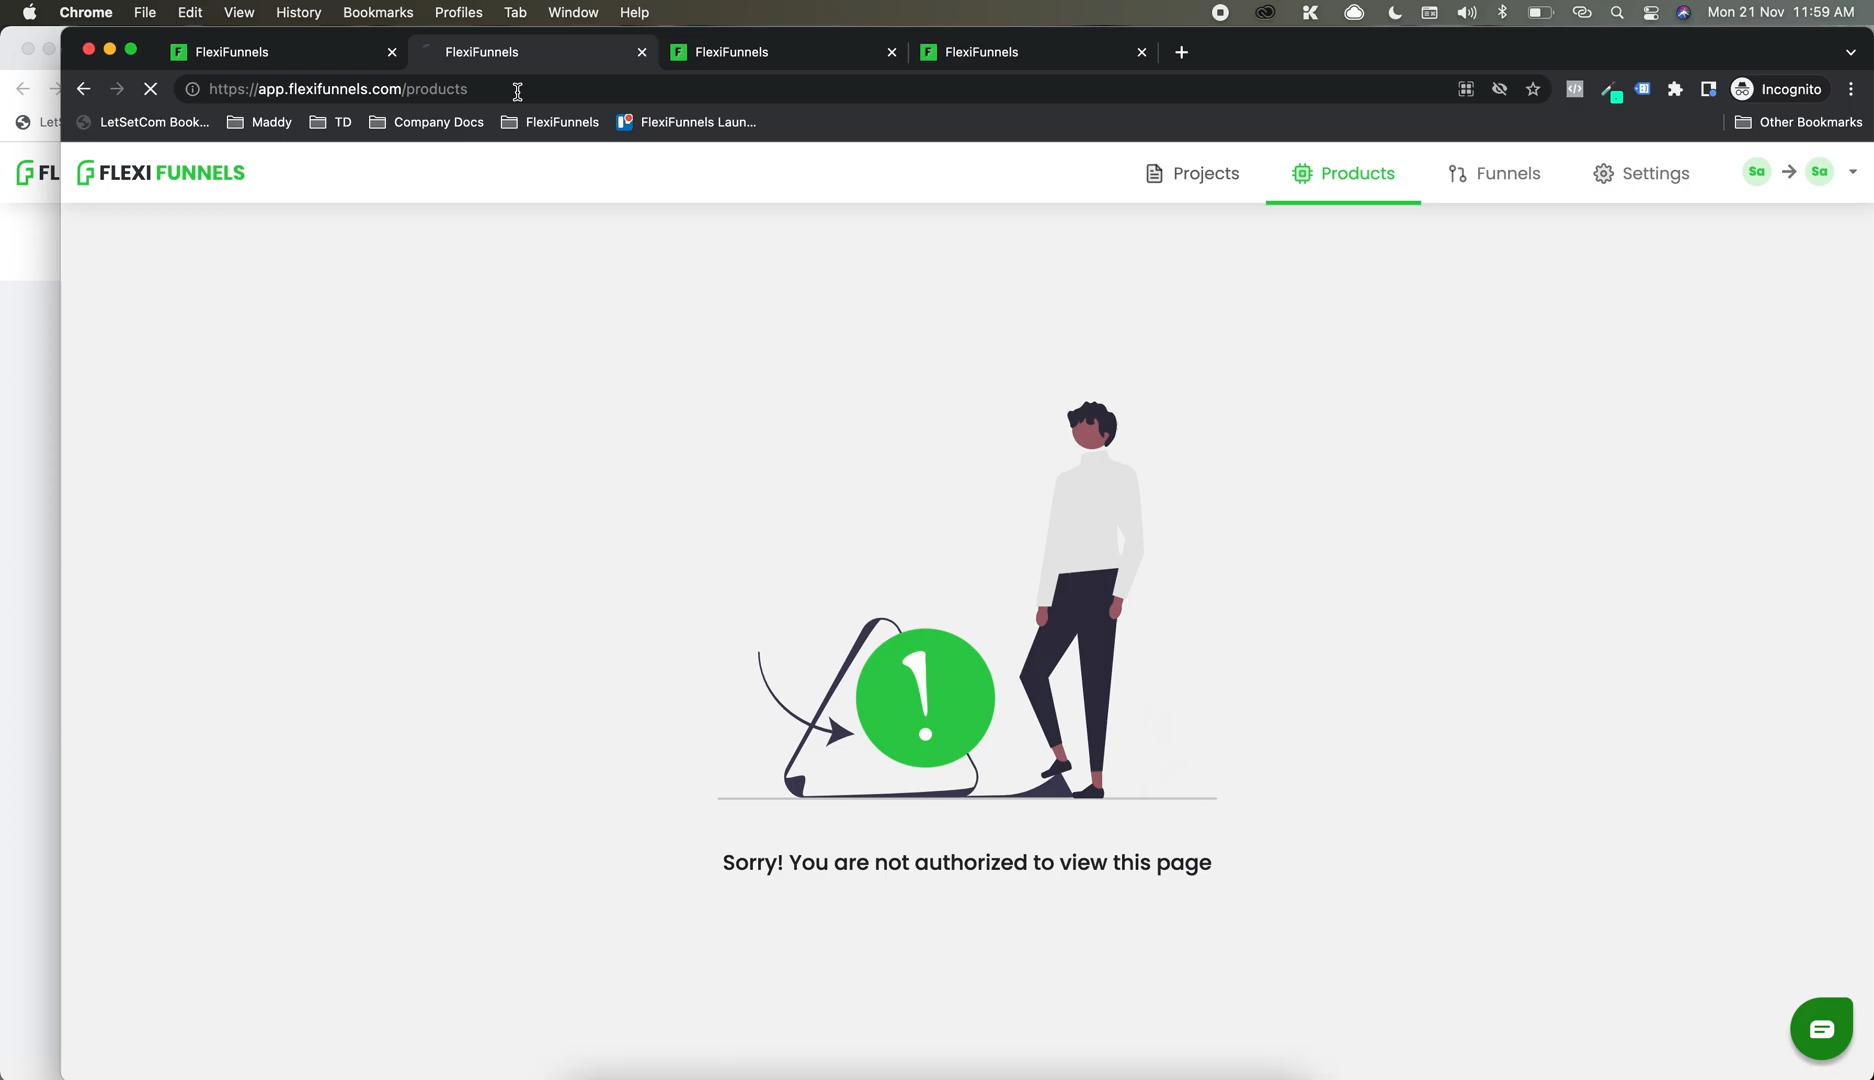 Chrome File Edit View History Bookmarks Profiles Tab Window Help Mon 21 Nov 11:59 AM
FlexiFunnels FlexiFunnels FlexiFunnels FlexiFunnels
https://app.flexifunnels.com/products Incognito
Let LetSetCom Book... Maddy TD Company Docs FlexiFunnels FlexiFunnels Laun... Other Bookmarks
FL FLEXI FUNNELS Projects Products Funnels Settings Sa Sa
Sorry! You are not authorized to view this page